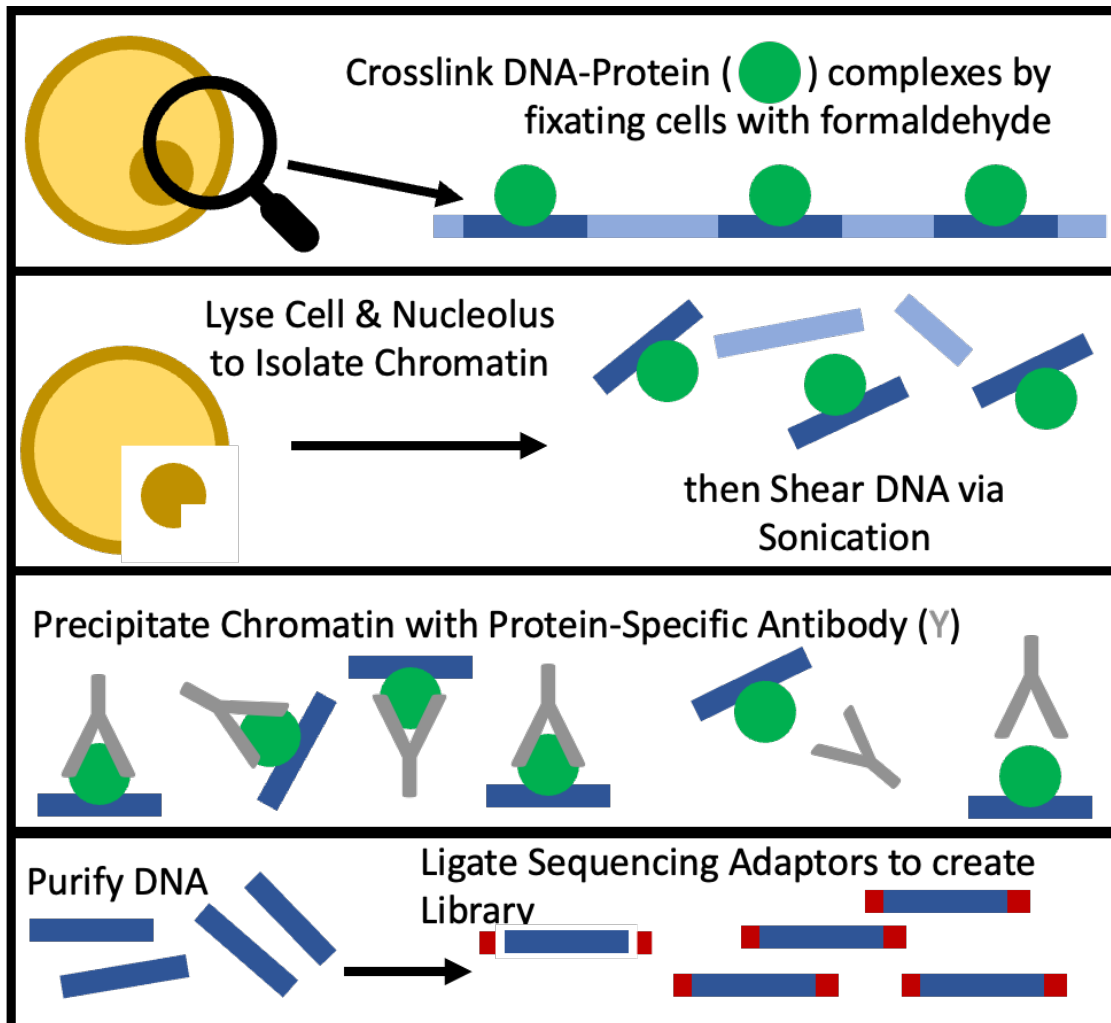 Crosslink DNA-Protein ( ) complexes by
fixating cells with formaldehyde
Lyse Cell & Nucleolus
to Isolate Chromatin
then Shear DNA via
Sonication
Precipitate Chromatin with Protein-Specific Antibody (Y)
Purify DNA
Ligate Sequencing Adaptors to create
Library